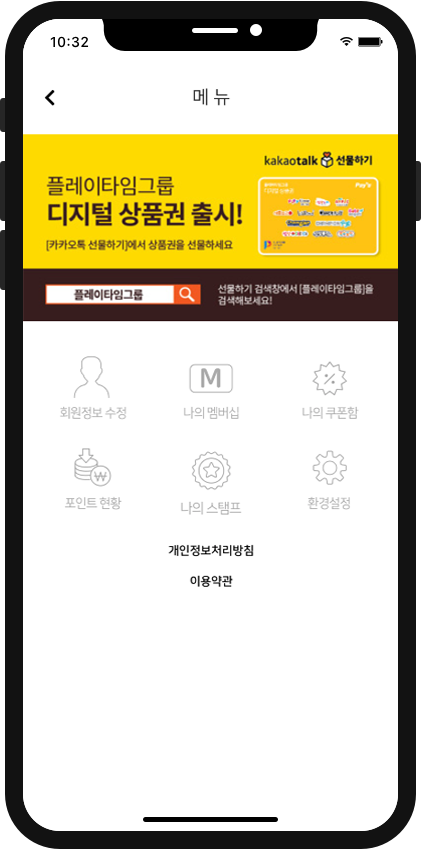 10:32
메뉴
kakaotalk 선물하기
플레이타임그룹
디지털 상품권 출시!
[카카오톡 선물하기]에서 상품권을 선물하세요
Pay's
플레이타임그룹
선물하기 검색창에서 [플레이타임그룹]을
검색해보세요!
M
회원정보 수정
나의 멤버십
나의 쿠폰함
포인트 현황
나의 스탬프
환경설정
개인정보처리방침
이용약관